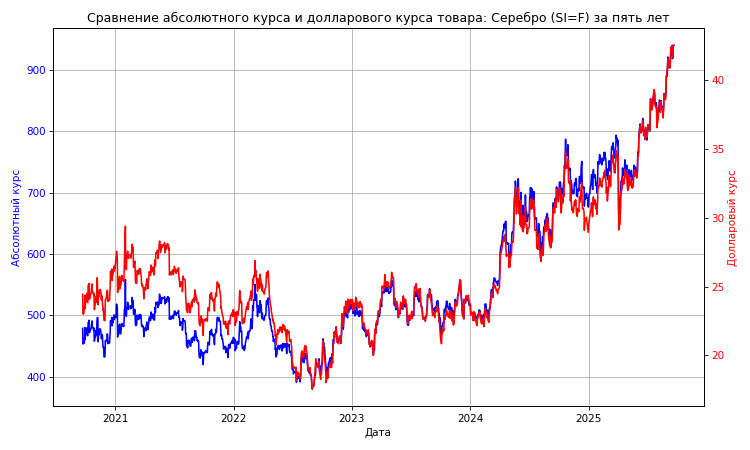 Сравнение абсолютного курса и долларового курса товара: Серебро (SI=F) за пять лет
Абсолютный курс
900
800
700
600
500
400
Долларовый курс
40
35
30
25
20
2021 2022 2023 2024 2025
Дата